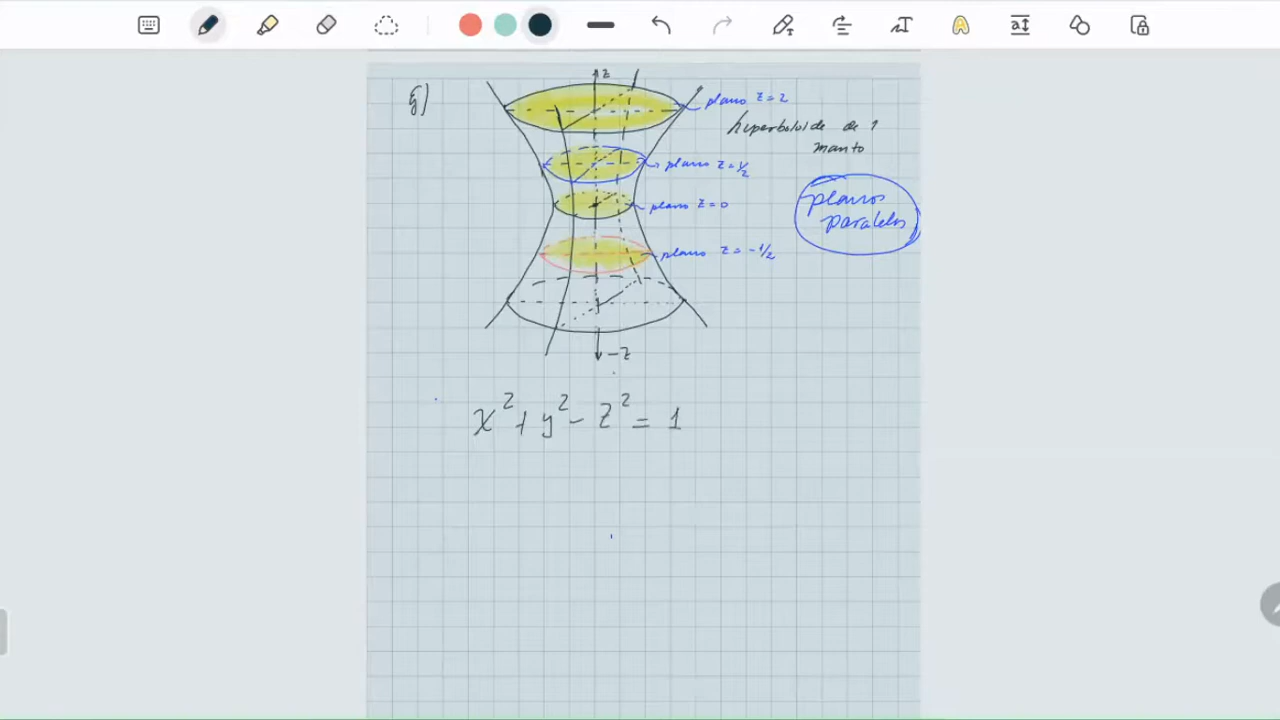 z
plano z = 2
hiperboloide de 1
manto
plano z = 1/2
planos
paralelos
plano z = 0
plano z = -1/2
-z
x² + y² - z² = 1